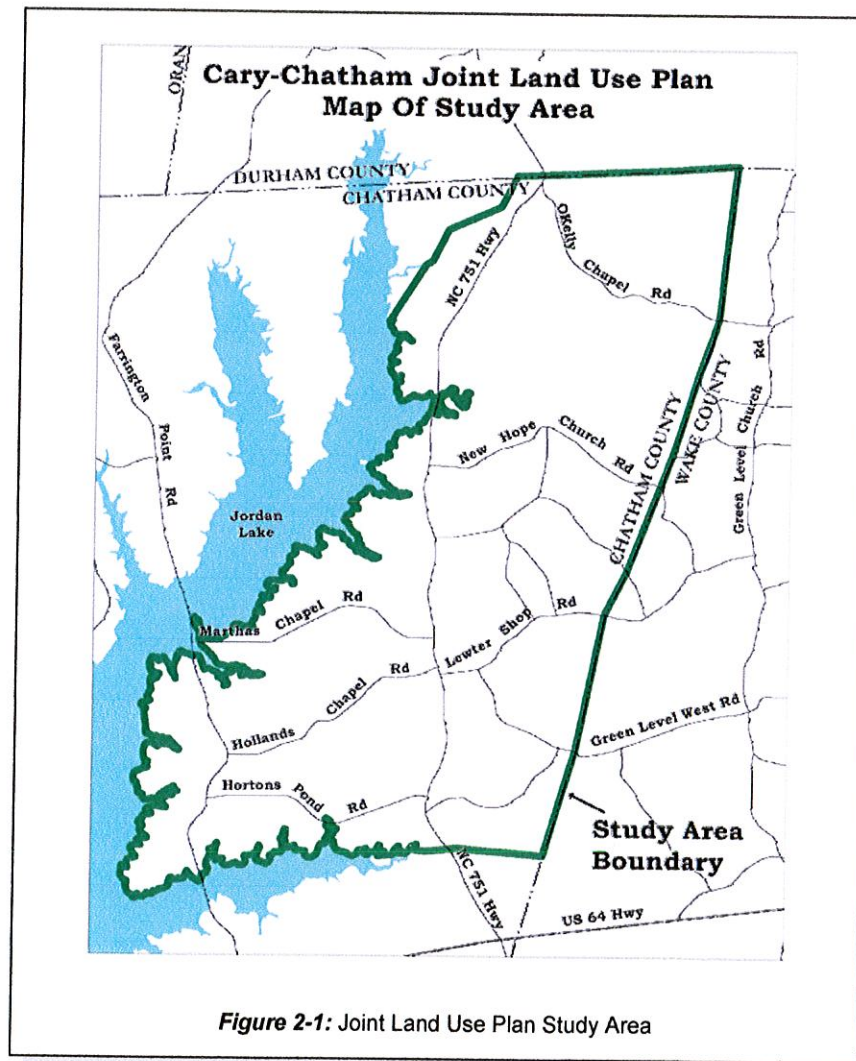 Cary-Chatham Joint Land Use Plan
Map Of Study Area
ORAN
DURHAM COUNTY
CHATHAM COUNTY
NC 751 Hwy
OKelly Chapel Rd
Farrington Point Rd
CHATHAM COUNTY
WAKE COUNTY
Green Level Church Rd
New Hope Church Rd
Jordan
Lake
Marthas Chapel Rd
Lewter Shop Rd
Hollands Chapel Rd
Green Level West Rd
Hortons Pond Rd
Study Area
Boundary
NC 751 Hwy
US 64 Hwy
Figure 2-1: Joint Land Use Plan Study Area